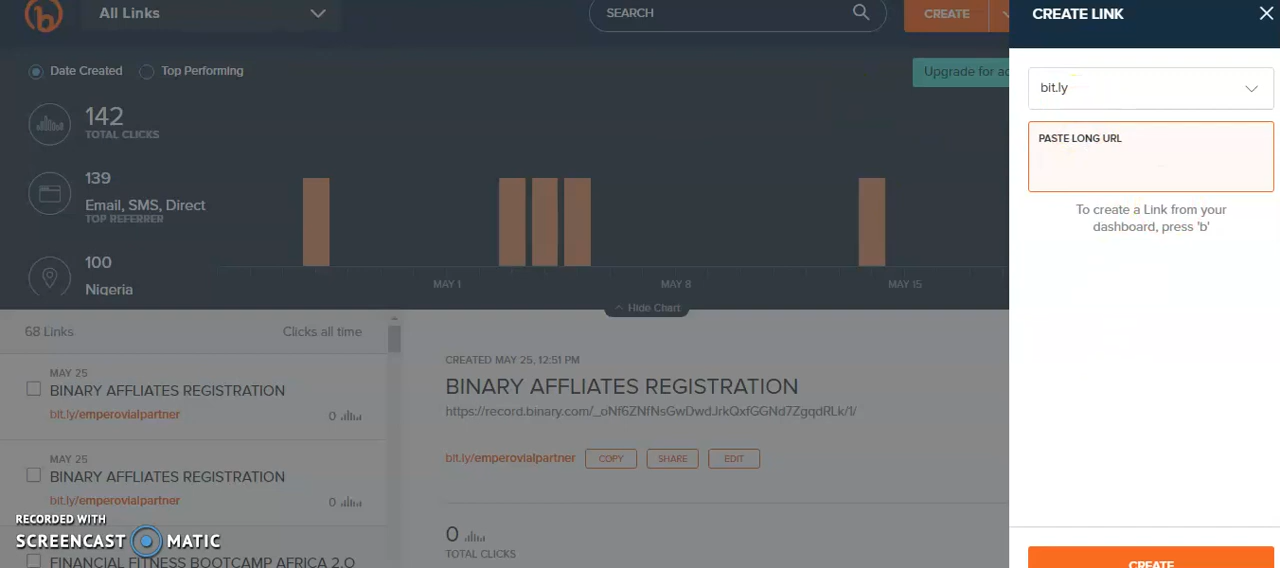 All Links
SEARCH
CREATE
CREATE LINK
Date Created
Top Performing
Upgrade for ad
bit.ly
142
TOTAL CLICKS
PASTE LONG URL
139
Email, SMS, Direct
TOP REFERRER
To create a Link from your
dashboard, press 'b'
100
Nigeria
MAY 1
MAY 8
MAY 15
Hide Chart
68 Links
Clicks all time
CREATED MAY 25, 12:51 PM
MAY 25
BINARY AFFLIATES REGISTRATION
BINARY AFFLIATES REGISTRATION
https://record.binary.com/_oNf6ZNfNsGwDwdJrkQxfGGNd7ZgqdRLk/1/
bit.ly/emperovialpartner
0
bit.ly/emperovialpartner
COPY
SHARE
EDIT
MAY 25
BINARY AFFLIATES REGISTRATION
bit.ly/emperovialpartner
0
RECORDED WITH
SCREENCAST MATIC
0
TOTAL CLICKS
FINANCIAL FITNESS BOOTCAMP AFRICA 2.O
CREATE